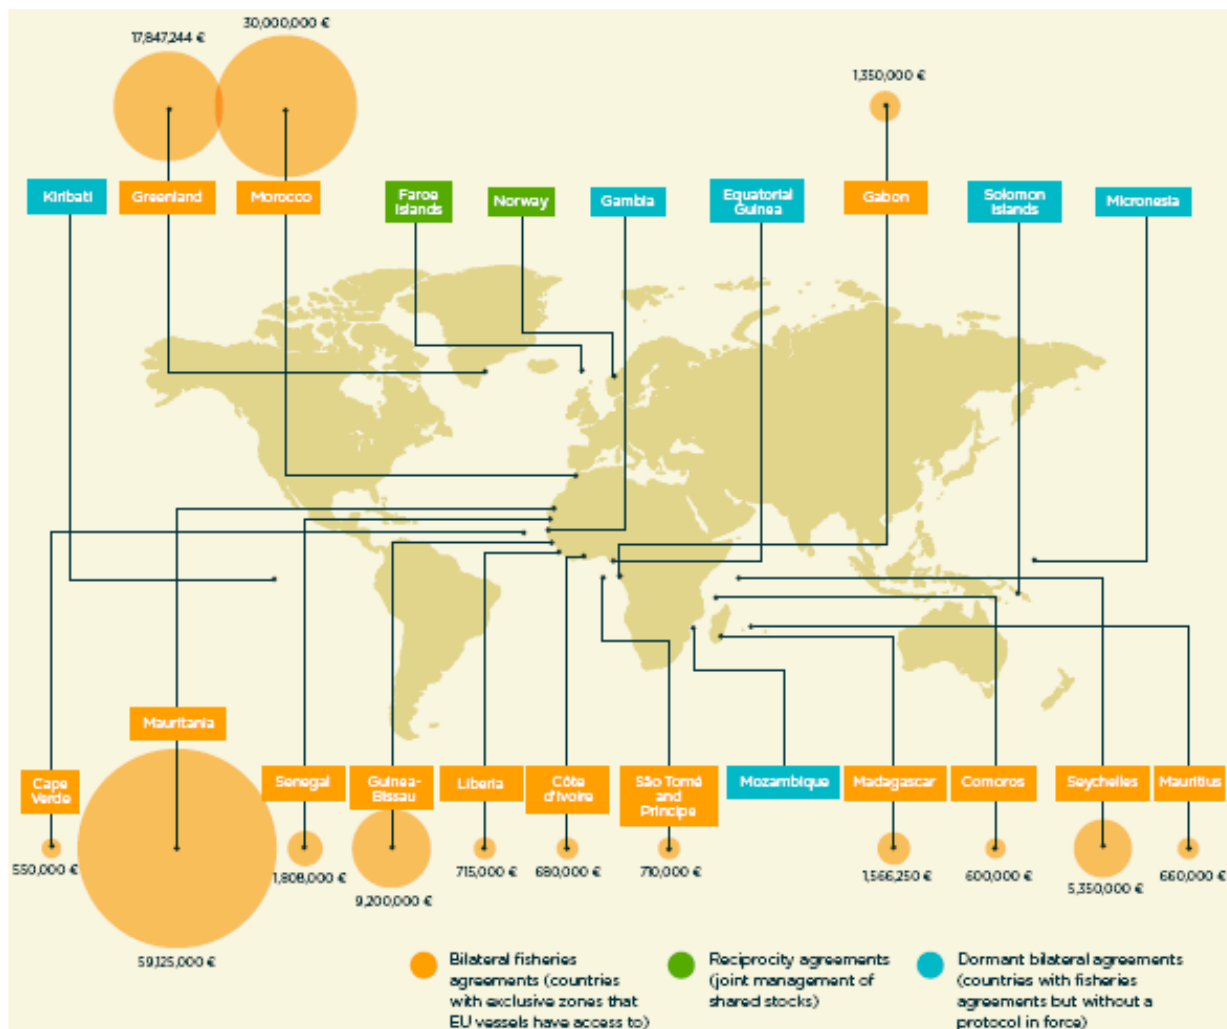 17,847,244 €
30,000,000 €
1,350,000 €
Kiribati
Greenland
Morocco
Faroe
Islands
Norway
Gambia
Equatorial
Guinea
Gabon
Solomon
Islands
Micronesia
Mauritania
Cape
Verde
Senegal
Guinea-
Bissau
Liberia
Côte
d'Ivoire
São Tomé
and
Principe
Mozambique
Madagascar
Comoros
Seychelles
Mauritius
550,000 €
59,125,000 €
1,808,000 €
9,200,000 €
715,000 €
680,000 €
710,000 €
1,566,250 €
600,000 €
5,350,000 €
660,000 €
Bilateral fisheries
agreements (countries
with exclusive zones that
EU vessels have access to)
Reciprocity agreements
(joint management of
shared stocks)
Dormant bilateral agreements
(countries with fisheries
agreements but without a
protocol in force)